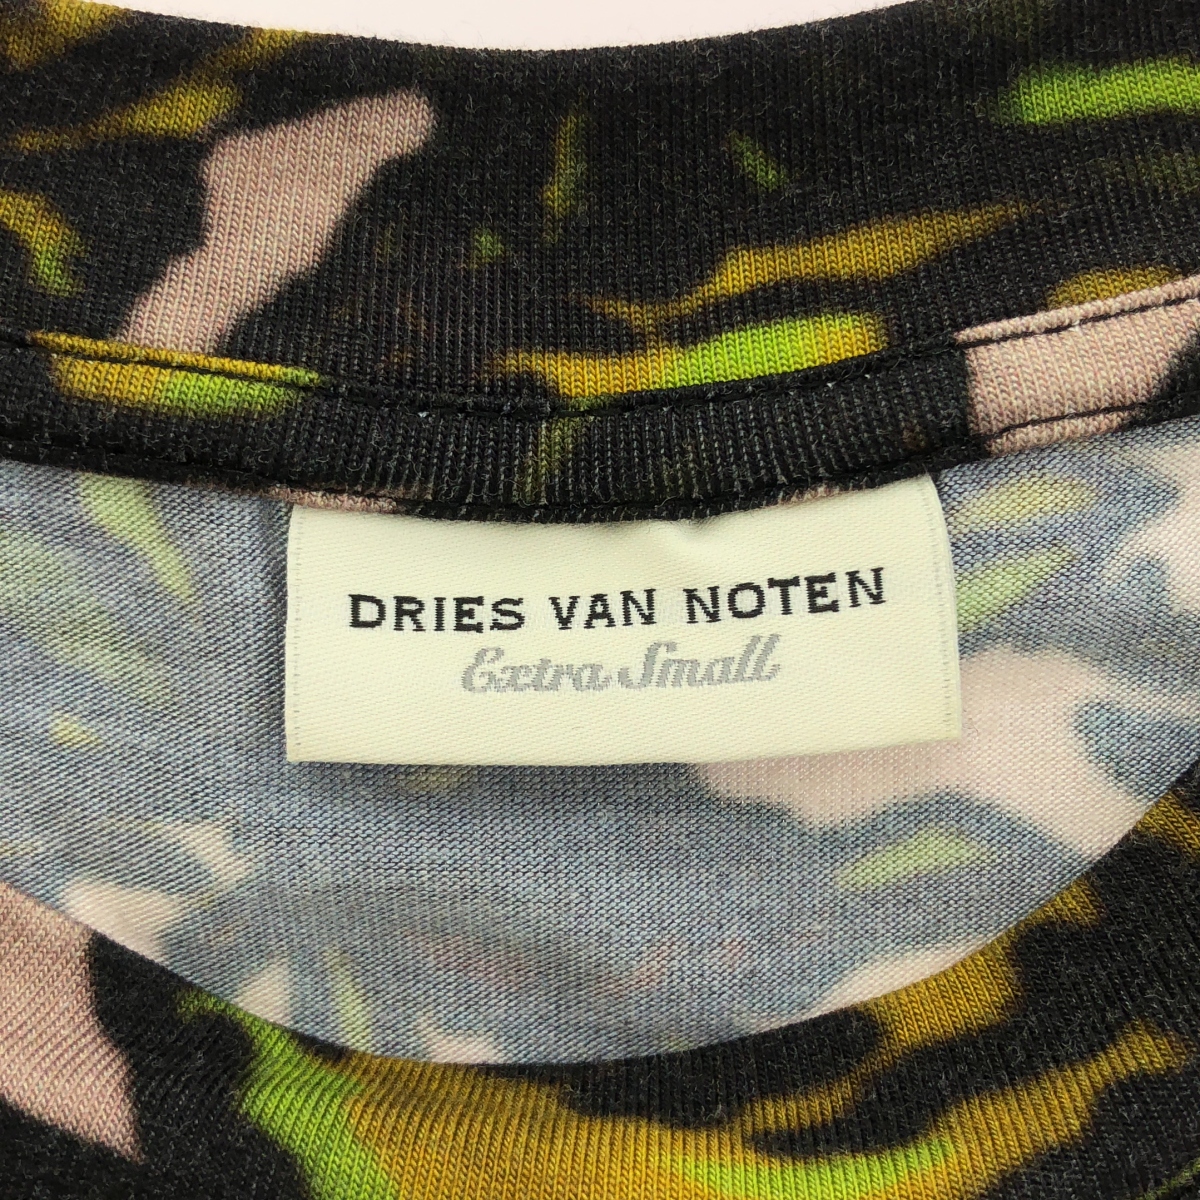 DRIES VAN NOTEN
Extra Small